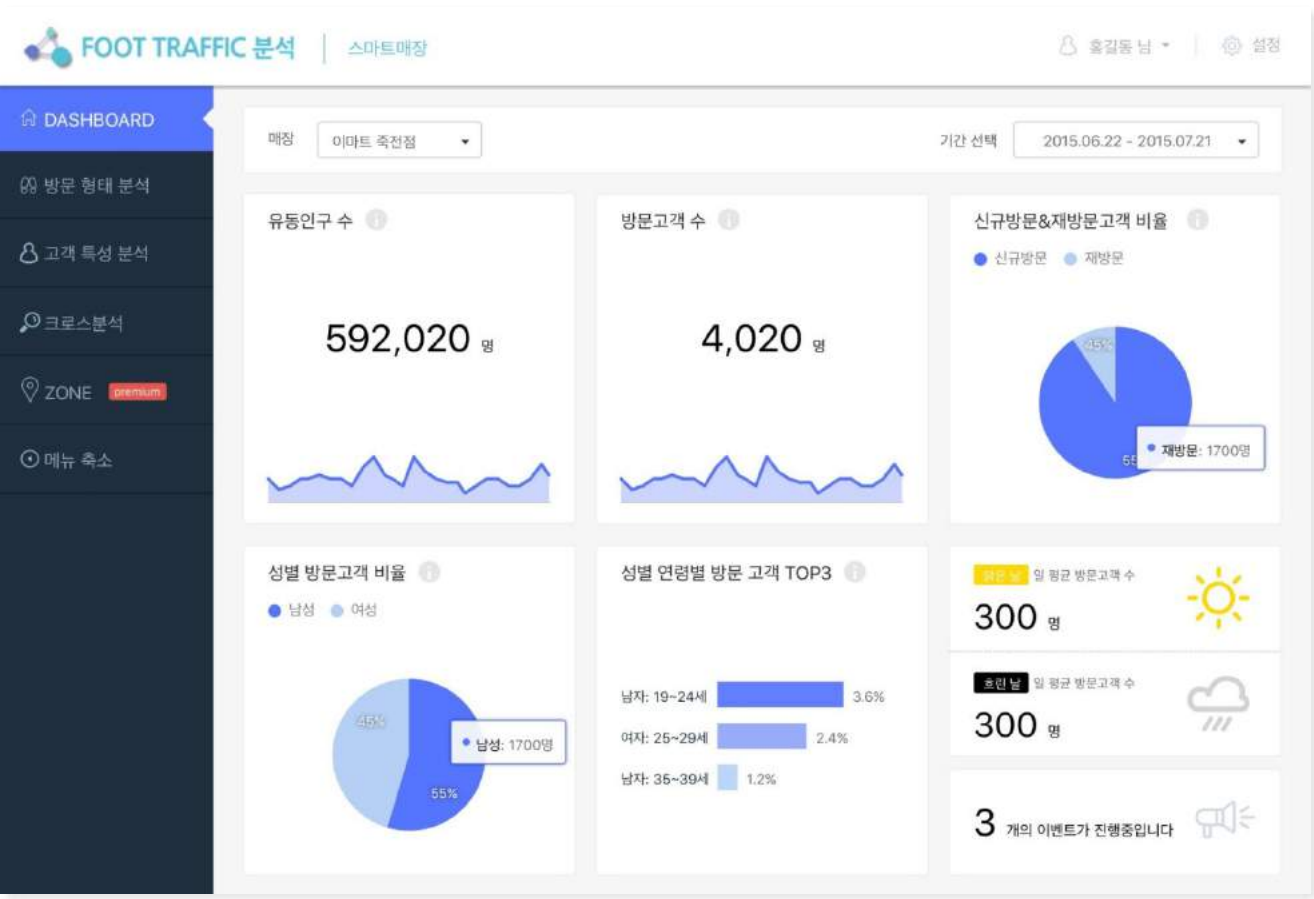 FOOT TRAFFIC 분석
스마트매장
홍길동 님
설정
DASHBOARD
방문 형태 분석
고객 특성 분석
크로스분석
ZONE premium
메뉴 축소
매장
이마트 죽전점
기간 선택
2015.06.22 - 2015.07.21
유동인구 수
592,020 명
방문고객 수
4,020 명
신규방문&재방문고객 비율
신규방문 재방문
45%
재방문: 1700명
성별 방문고객 비율
남성 여성
45%
남성: 1700명
55%
성별 연령별 방문 고객 TOP3
남자: 19~24세 3.6%
여자: 25~29세 2.4%
남자: 35~39세 1.2%
맑은 날 일 평균 방문고객 수
300 명
흐린 날 일 평균 방문고객 수
300 명
3 개의 이벤트가 진행중입니다